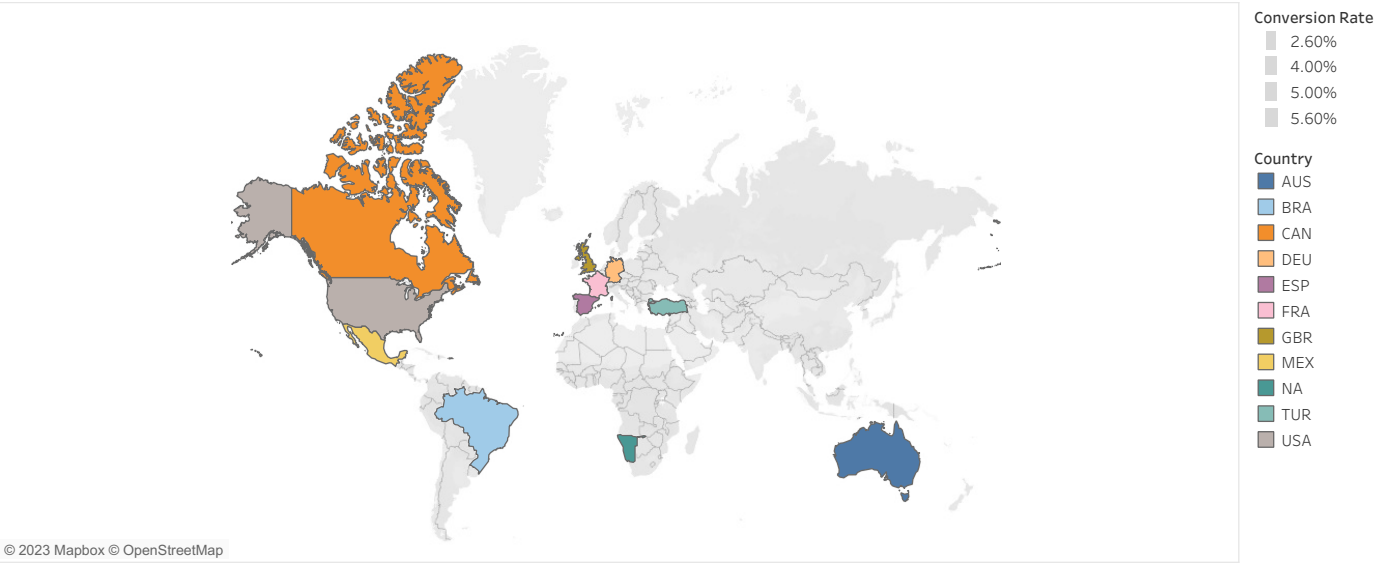 Conversion Rate
2.60%
4.00%
5.00%
5.60%
Country
AUS
BRA
CAN
DEU
ESP
FRA
GBR
MEX
NA
TUR
USA
© 2023 Mapbox © OpenStreetMap